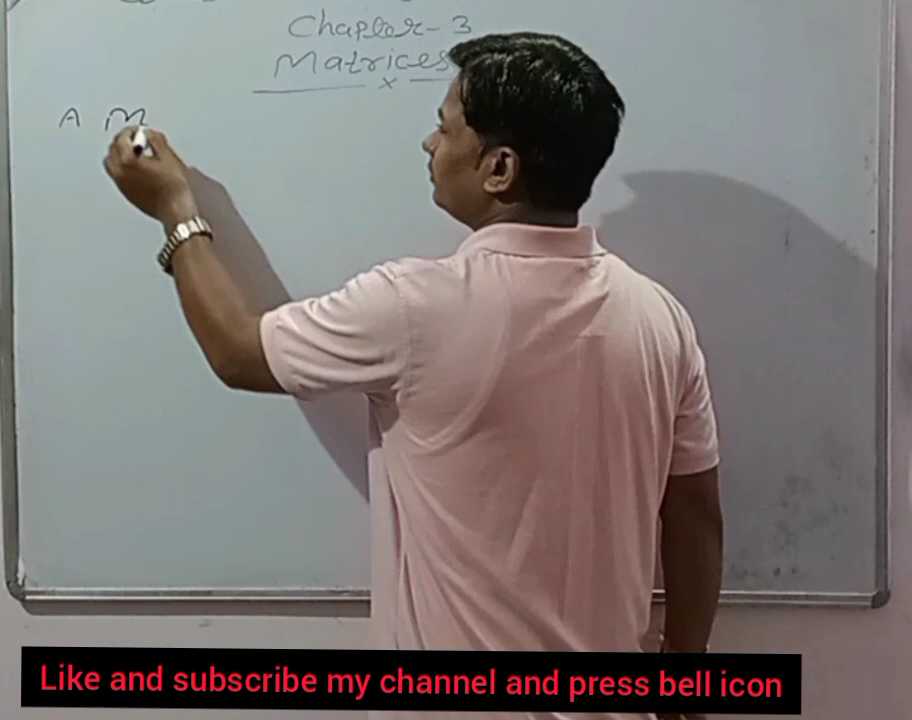 Chapter-3
Matrices
x
A M
Like and subscribe my channel and press bell icon